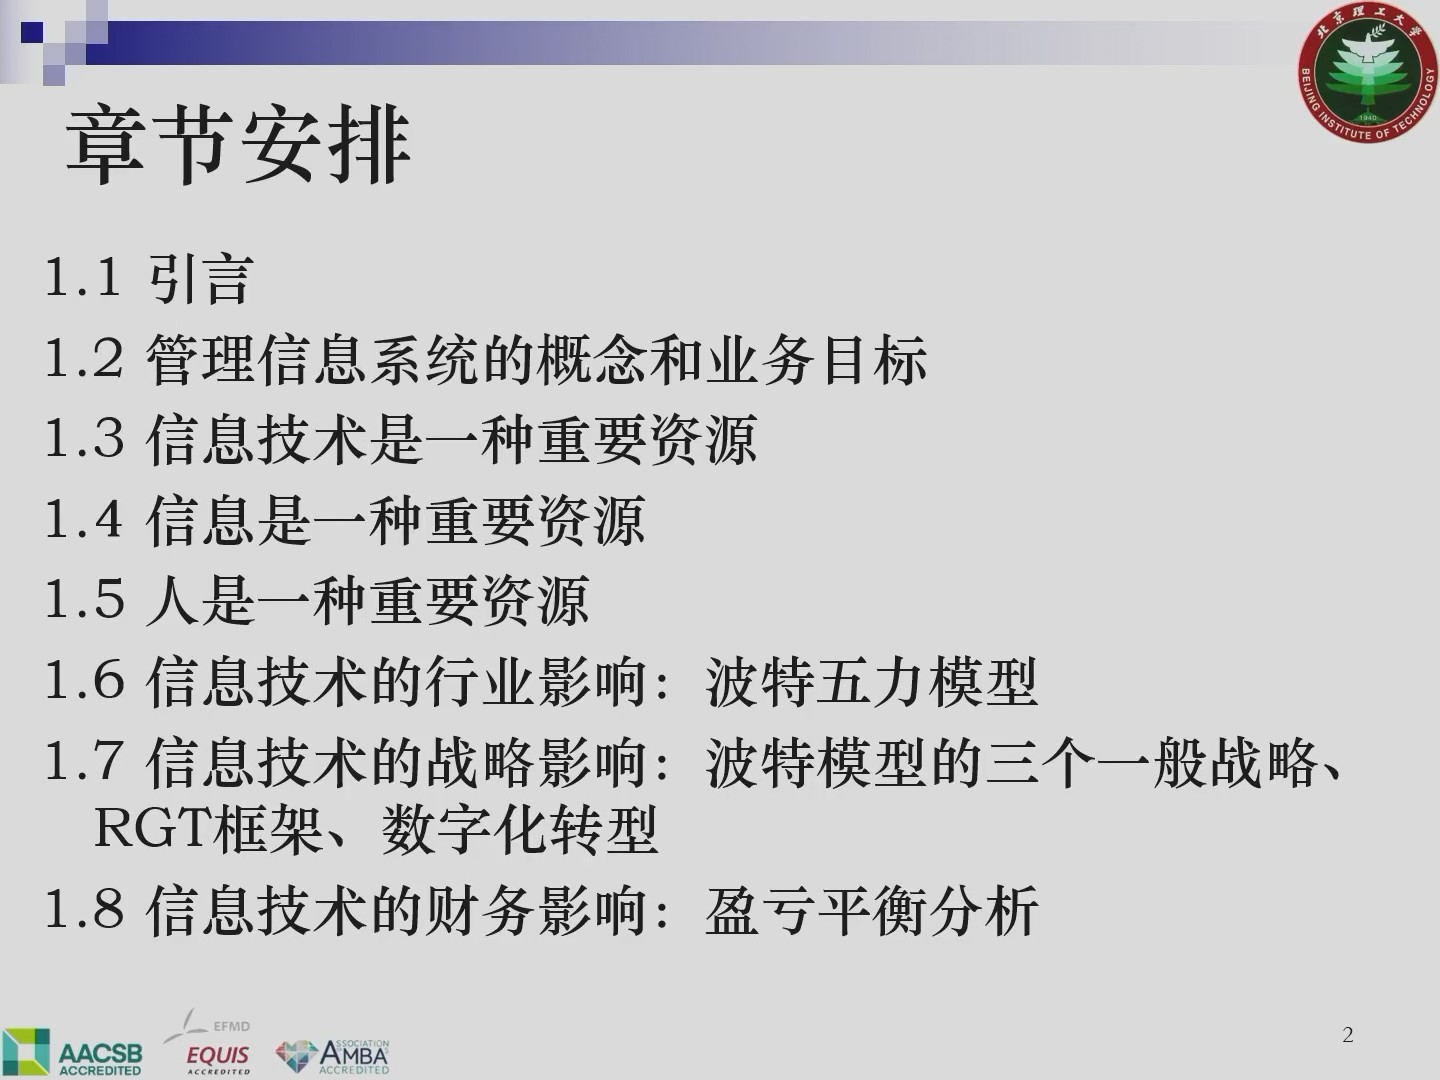 北京理工大学
BEIJING INSTITUTE OF TECHNOLOGY
1940
章节安排
1.1 引言
1.2 管理信息系统的概念和业务目标
1.3 信息技术是一种重要资源
1.4 信息是一种重要资源
1.5 人是一种重要资源
1.6 信息技术的行业影响：波特五力模型
1.7 信息技术的战略影响：波特模型的三个一般战略、
RGT框架、数字化转型
1.8 信息技术的财务影响：盈亏平衡分析
AACSB
ACCREDITED
EFMD
EQUIS
ACCREDITED
ASSOCIATION
AMBA
ACCREDITED
2